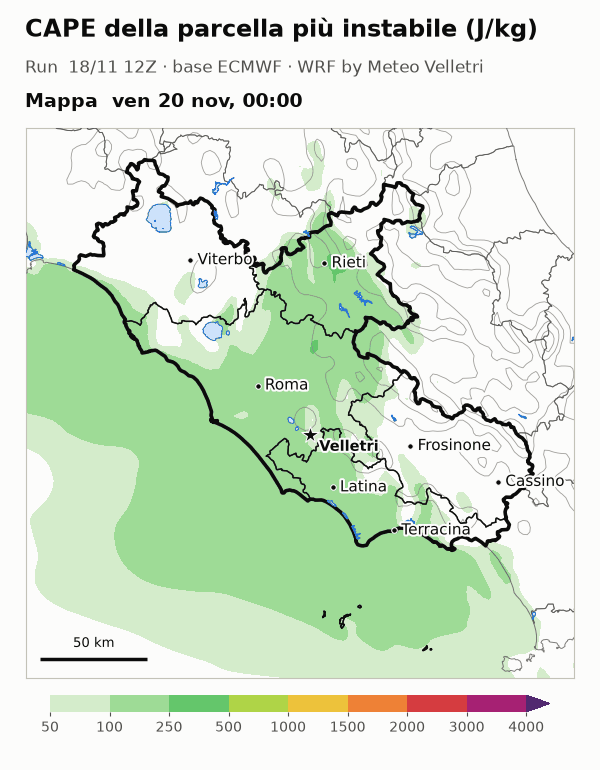 CAPE della parcella più instabile (J/kg)
Run  18/11 12Z · base ECMWF · WRF by Meteo Velletri
Mappa  ven 20 nov, 00:00
Viterbo
Rieti
Roma
Velletri
Frosinone
Latina
Cassino
Terracina
50 km
50 100 250 500 1000 1500 2000 3000 4000